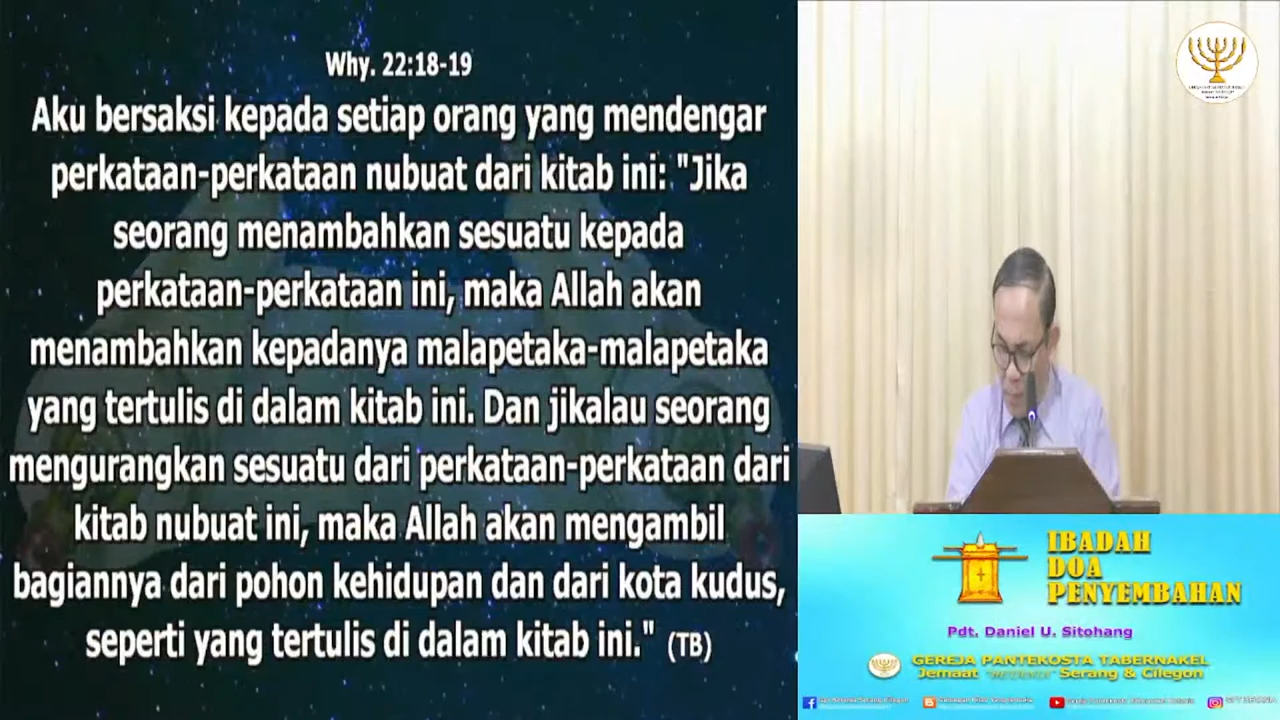 Why. 22:18-19
Aku bersaksi kepada setiap orang yang mendengar
perkataan-perkataan nubuat dari kitab ini: "Jika
seorang menambahkan sesuatu kepada
perkataan-perkataan ini, maka Allah akan
menambahkan kepadanya malapetaka-malapetaka
yang tertulis di dalam kitab ini. Dan jikalau seorang
mengurangkan sesuatu dari perkataan-perkataan dari
kitab nubuat ini, maka Allah akan mengambil
bagiannya dari pohon kehidupan dan dari kota kudus,
seperti yang tertulis di dalam kitab ini." (TB)
IBADAH
DOA
PENYEMBAHAN
Pdt. Daniel U. Sitohang
GEREJA PANTEKOSTA TABERNAKEL
Jemaat Serang & Cilegon